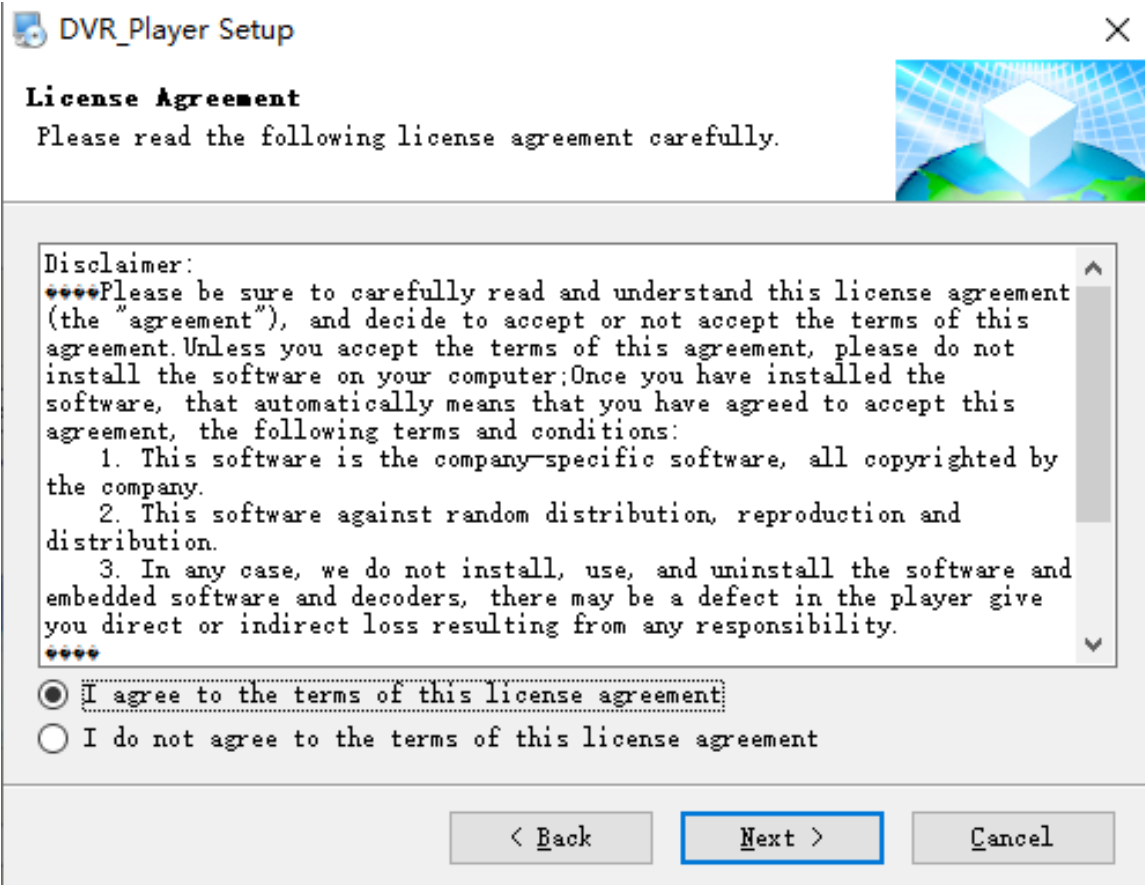 DVR_Player Setup
License Agreement
Please read the following license agreement carefully.
Disclaimer:
����Please be sure to carefully read and understand this license agreement
(the "agreement"), and decide to accept or not accept the terms of this
agreement.Unless you accept the terms of this agreement, please do not
install the software on your computer;Once you have installed the
software, that automatically means that you have agreed to accept this
agreement, the following terms and conditions:
1. This software is the company-specific software, all copyrighted by
the company.
2. This software against random distribution, reproduction and
distribution.
3. In any case, we do not install, use, and uninstall the software and
embedded software and decoders, there may be a defect in the player give
you direct or indirect loss resulting from any responsibility.
����
I agree to the terms of this license agreement
I do not agree to the terms of this license agreement
< Back
Next >
Cancel